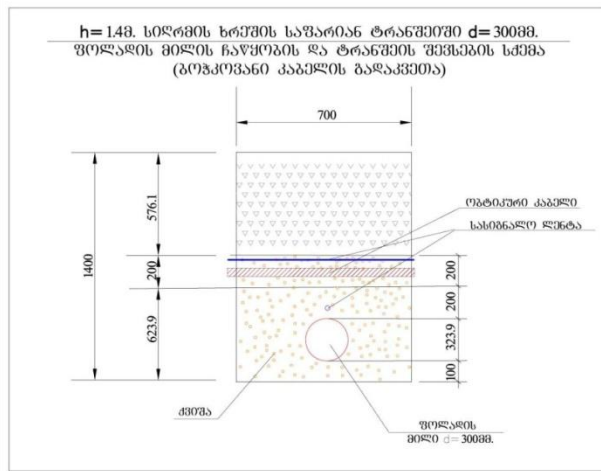 h= 1.4მ. სიღრმის ხრეშის საფარიან ტრანშეიში d= 300მმ.
ფოლადის მილის ჩაწყობის და ტრანშეის შევსების სქემა
(ბოჭკოვანი კაბელის გადაკვეთა)
700
1400
576.1
200
623.9
ოპტიკური კაბელი
სასიგნალო ლენტა
200
200
323.9
100
ქვიშა
ფოლადის
მილი d= 300მმ.